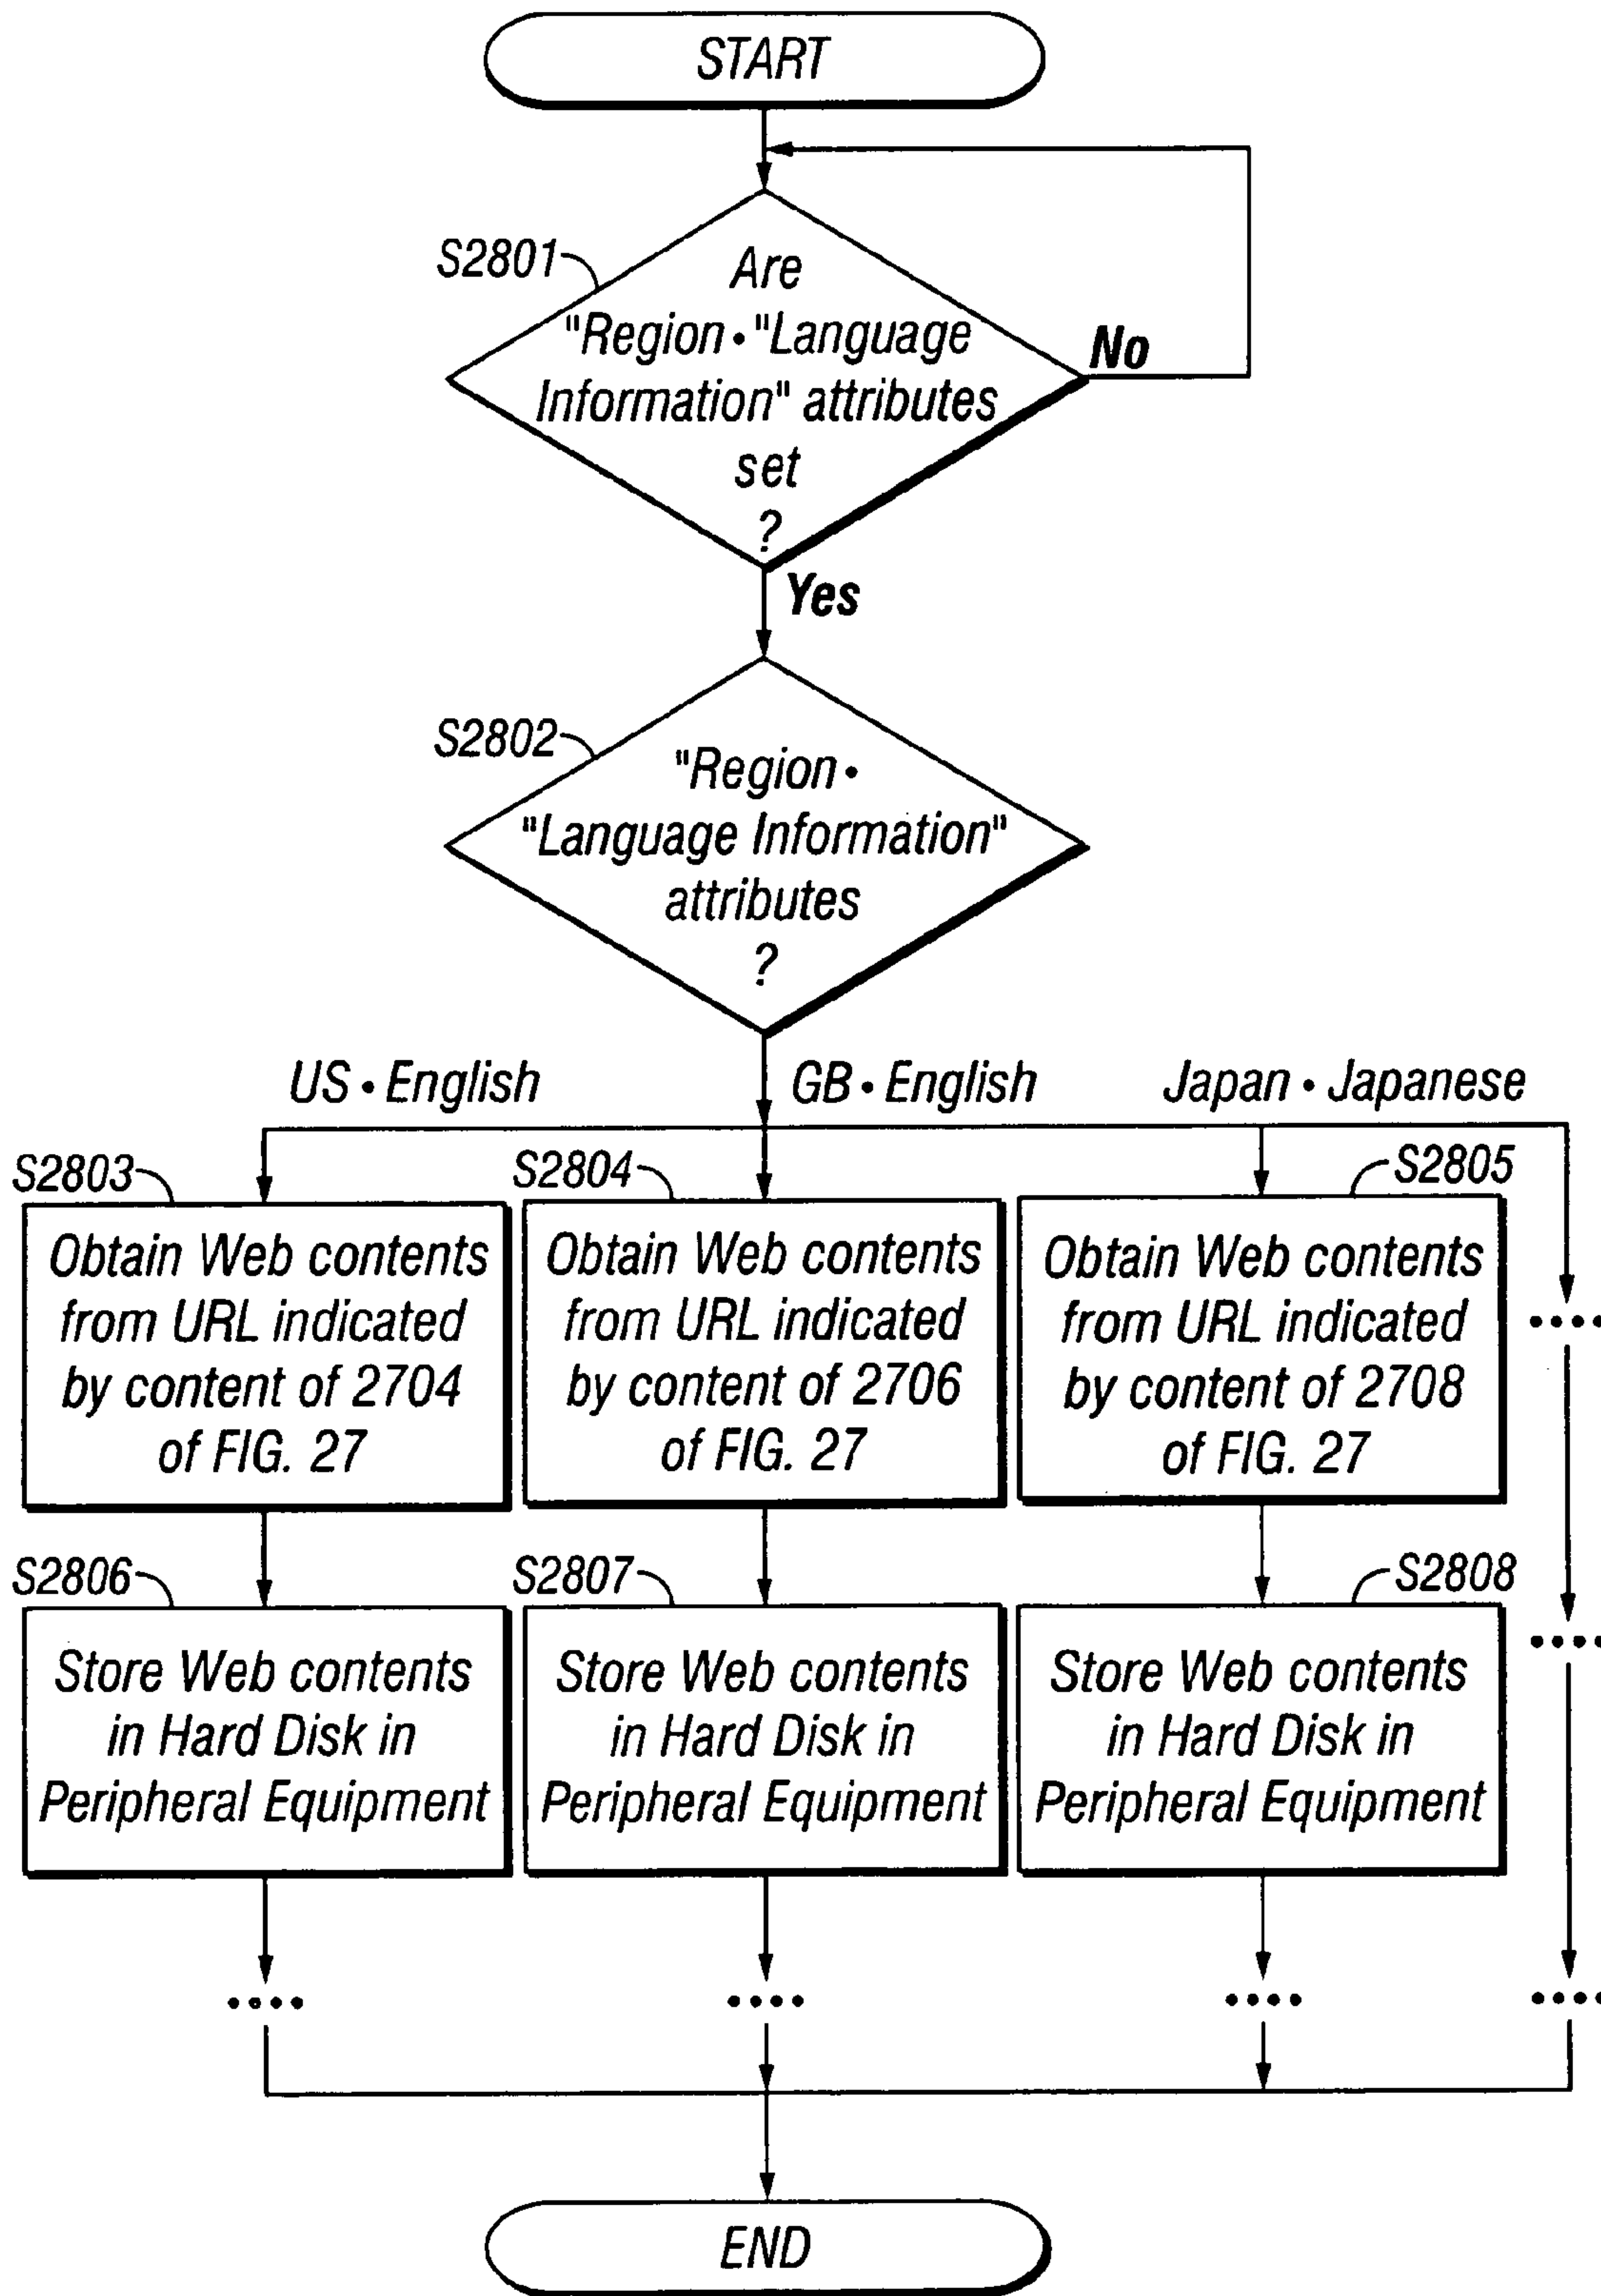 START
S2801
Are
"Region•"Language
Information" attributes
set
?
No
Yes
S2802
"Region•
"Language Information"
attributes
?
US•English
GB•English
Japan•Japanese
S2803
Obtain Web contents
from URL indicated
by content of 2704
of FIG. 27
S2804
Obtain Web contents
from URL indicated
by content of 2706
of FIG. 27
S2805
Obtain Web contents
from URL indicated
by content of 2708
of FIG. 27
••••
S2806
Store Web contents
in Hard Disk in
Peripheral Equipment
S2807
Store Web contents
in Hard Disk in
Peripheral Equipment
S2808
Store Web contents
in Hard Disk in
Peripheral Equipment
••••
••••
••••
••••
••••
END